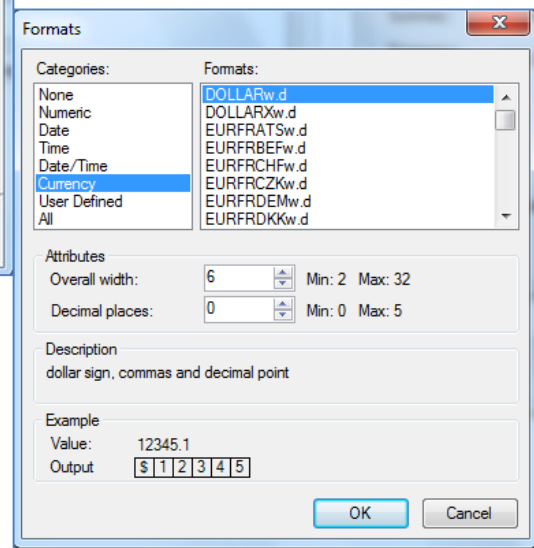 Formats
Categories:
Formats:
None
Numeric
Date
Time
Date/Time
Currency
User Defined
All
DOLLARw.d
DOLLARXw.d
EURFRATSw.d
EURFRBEFw.d
EURFRCHFw.d
EURFRCZKw.d
EURFRDEMw.d
EURFRDKKw.d
Attributes
Overall width: 6 Min: 2 Max: 32
Decimal places: 0 Min: 0 Max: 5
Description
dollar sign, commas and decimal point
Example
Value: 12345.1
Output $12345
OK Cancel